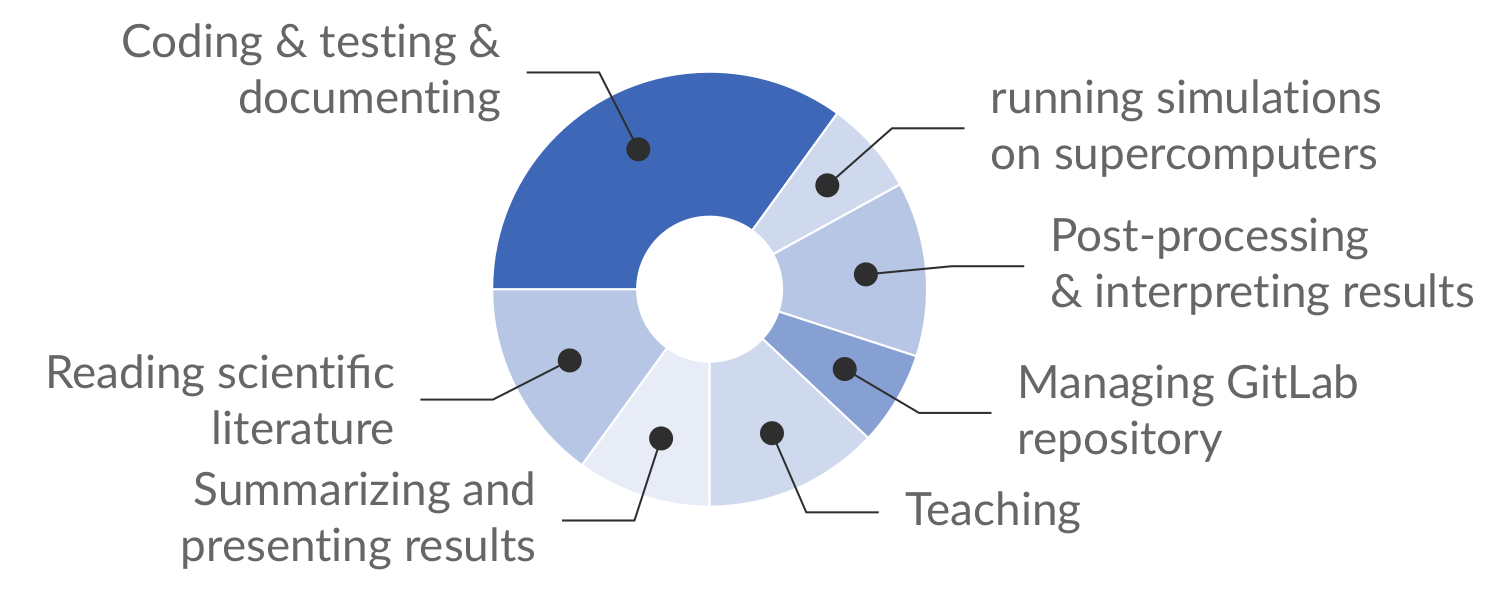 Coding & testing &
documenting
running simulations
on supercomputers
Post-processing
& interpreting results
Managing GitLab
repository
Teaching
Summarizing and
presenting results
Reading scientific
literature